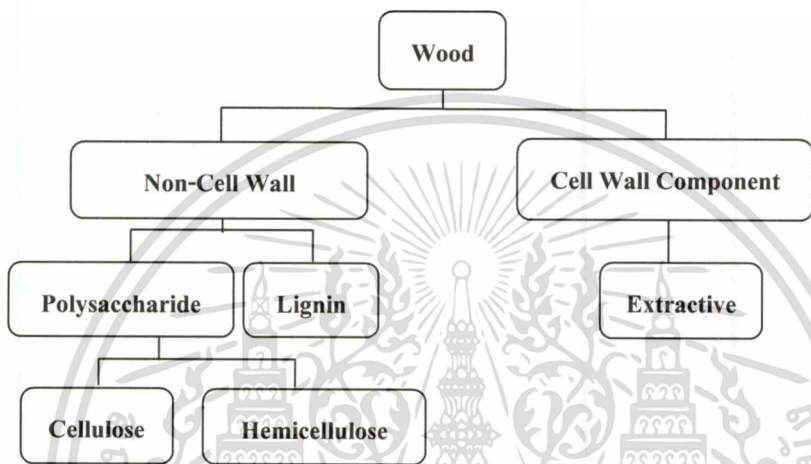 Wood
Non-Cell Wall
Cell Wall Component
Polysaccharide
Lignin
Extractive
Cellulose
Hemicellulose